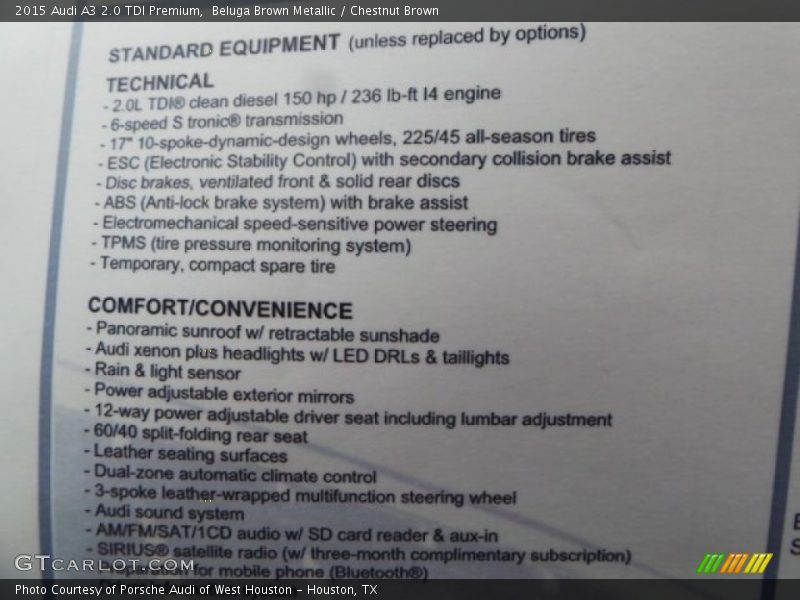 2015 Audi A3 2.0 TDI Premium, Beluga Brown Metallic / Chestnut Brown
STANDARD EQUIPMENT (unless replaced by options)
TECHNICAL
- 2.0L TDI® clean diesel 150 hp / 236 lb-ft I4 engine
- 6-speed S tronic® transmission
- 17" 10-spoke-dynamic-design wheels, 225/45 all-season tires
- ESC (Electronic Stability Control) with secondary collision brake assist
- Disc brakes, ventilated front & solid rear discs
- ABS (Anti-lock brake system) with brake assist
- Electromechanical speed-sensitive power steering
- TPMS (tire pressure monitoring system)
- Temporary, compact spare tire
COMFORT/CONVENIENCE
- Panoramic sunroof w/ retractable sunshade
- Audi xenon plus headlights w/ LED DRLs & taillights
- Rain & light sensor
- Power adjustable exterior mirrors
- 12-way power adjustable driver seat including lumbar adjustment
- 60/40 split-folding rear seat
- Leather seating surfaces
- Dual-zone automatic climate control
- 3-spoke leather-wrapped multifunction steering wheel
- Audi sound system
- AM/FM/SAT/1CD audio w/ SD card reader & aux-in
- SIRIUS® satellite radio (w/ three-month complimentary subscription)
- Preparation for mobile phone (Bluetooth®)
GTCARLOT.COM
Photo Courtesy of Porsche Audi of West Houston – Houston, TX